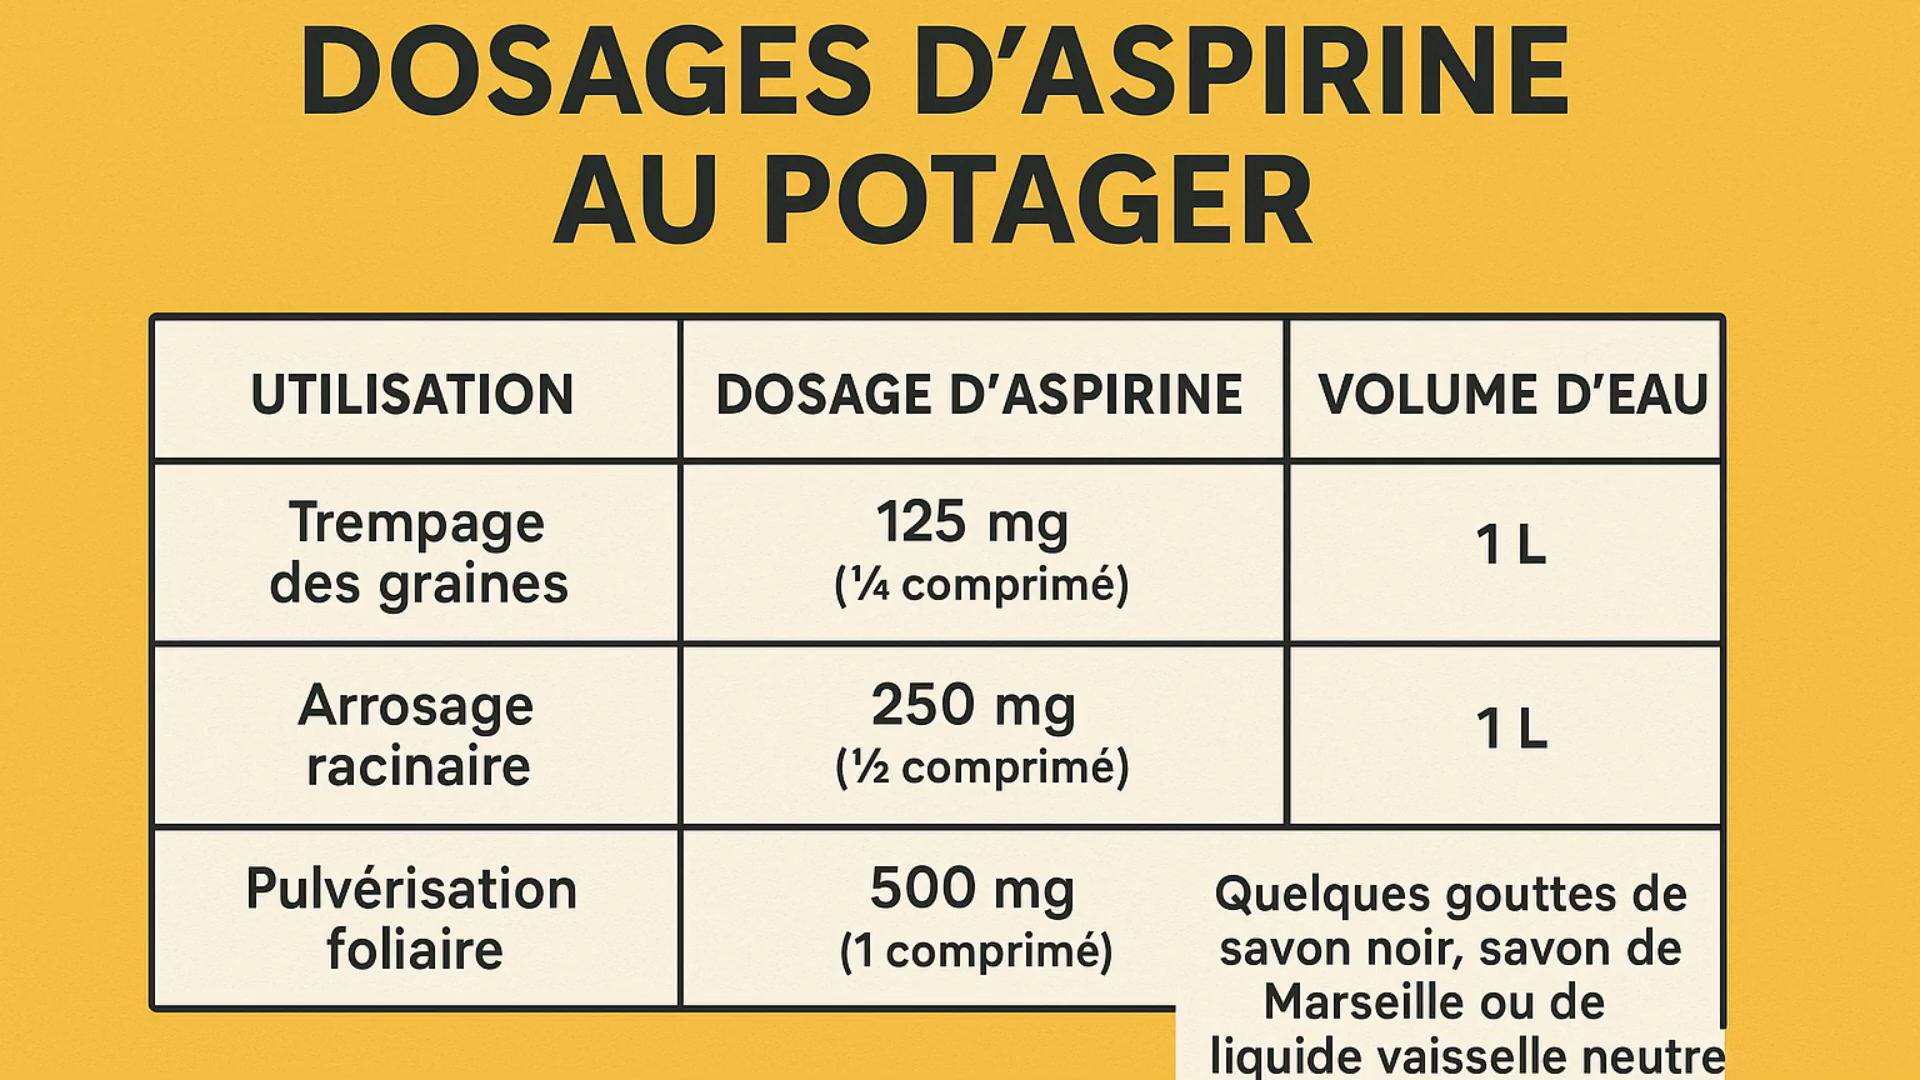 DOSAGES D'ASPIRINE
AU POTAGER
UTILISATION
DOSAGE D'ASPIRINE
VOLUME D'EAU
Trempage
des graines
125 mg
(¼ comprimé)
1 L
Arrosage
racinaire
250 mg
(½ comprimé)
1 L
Pulvérisation
foliaire
500 mg
(1 comprimé)
Quelques gouttes de
savon noir, savon de
Marseille ou de
liquide vaisselle neutre